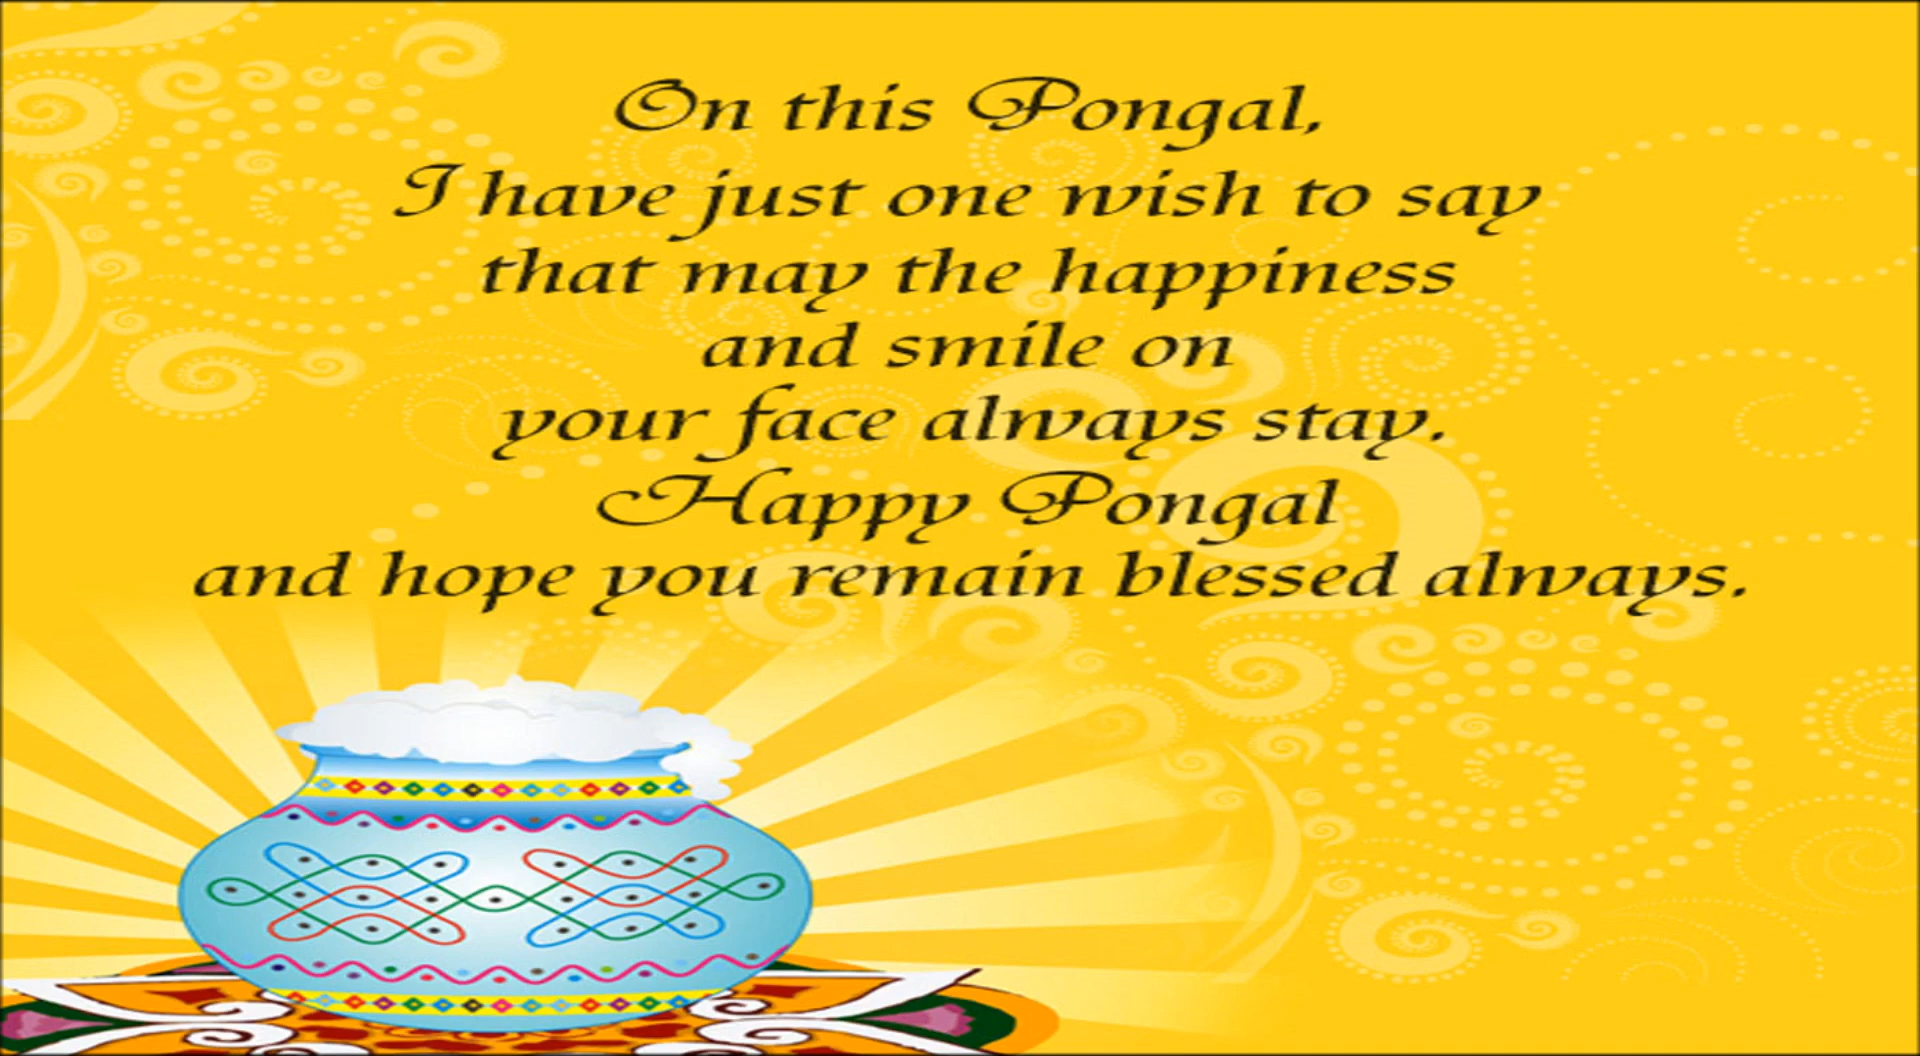 On this Pongal,
I have just one wish to say
that may the happiness
and smile on
your face always stay.
Happy Pongal
and hope you remain blessed always.